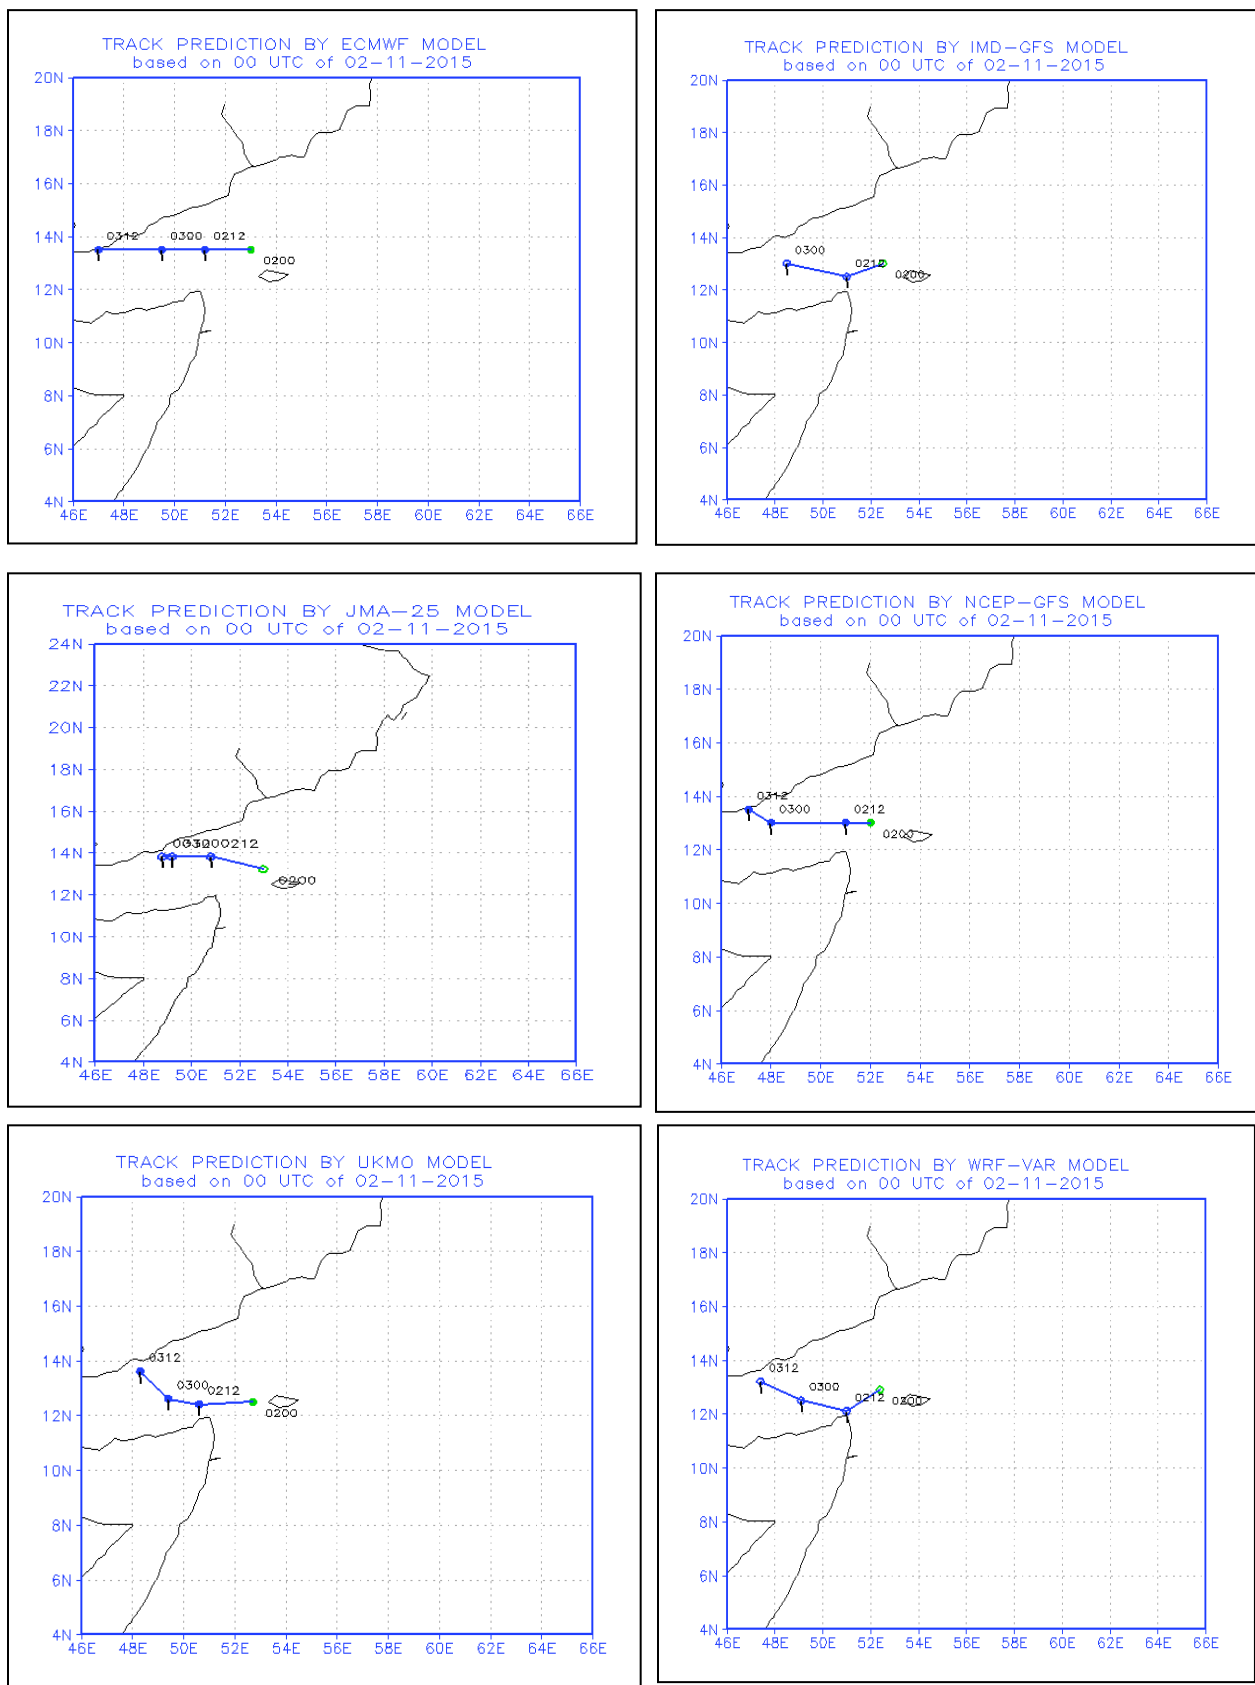 TRACK PREDICTION BY ECMWF MODEL
based on 00 UTC of 02-11-2015
20N
18N
16N
14N
12N
10N
8N
6N
4N
0312 0300 0212
0200
46E 48E 50E 52E 54E 56E 58E 60E 62E 64E 66E
TRACK PREDICTION BY IMD-GFS MODEL
based on 00 UTC of 02-11-2015
20N
18N
16N
14N
12N
10N
8N
6N
4N
0300
0212
0200
46E 48E 50E 52E 54E 56E 58E 60E 62E 64E 66E
TRACK PREDICTION BY JMA-25 MODEL
based on 00 UTC of 02-11-2015
24N
22N
20N
18N
16N
14N
12N
10N
8N
6N
4N
0212
0200
46E 48E 50E 52E 54E 56E 58E 60E 62E 64E 66E
TRACK PREDICTION BY NCEP-GFS MODEL
based on 00 UTC of 02-11-2015
20N
18N
16N
14N
12N
10N
8N
6N
4N
0312
0300 0212
0200
46E 48E 50E 52E 54E 56E 58E 60E 62E 64E 66E
TRACK PREDICTION BY UKMO MODEL
based on 00 UTC of 02-11-2015
20N
18N
16N
14N
12N
10N
8N
6N
4N
0312
0300
0212
0200
46E 48E 50E 52E 54E 56E 58E 60E 62E 64E 66E
TRACK PREDICTION BY WRF-VAR MODEL
based on 00 UTC of 02-11-2015
20N
18N
16N
14N
12N
10N
8N
6N
4N
0312
0300
0212
46E 48E 50E 52E 54E 56E 58E 60E 62E 64E 66E